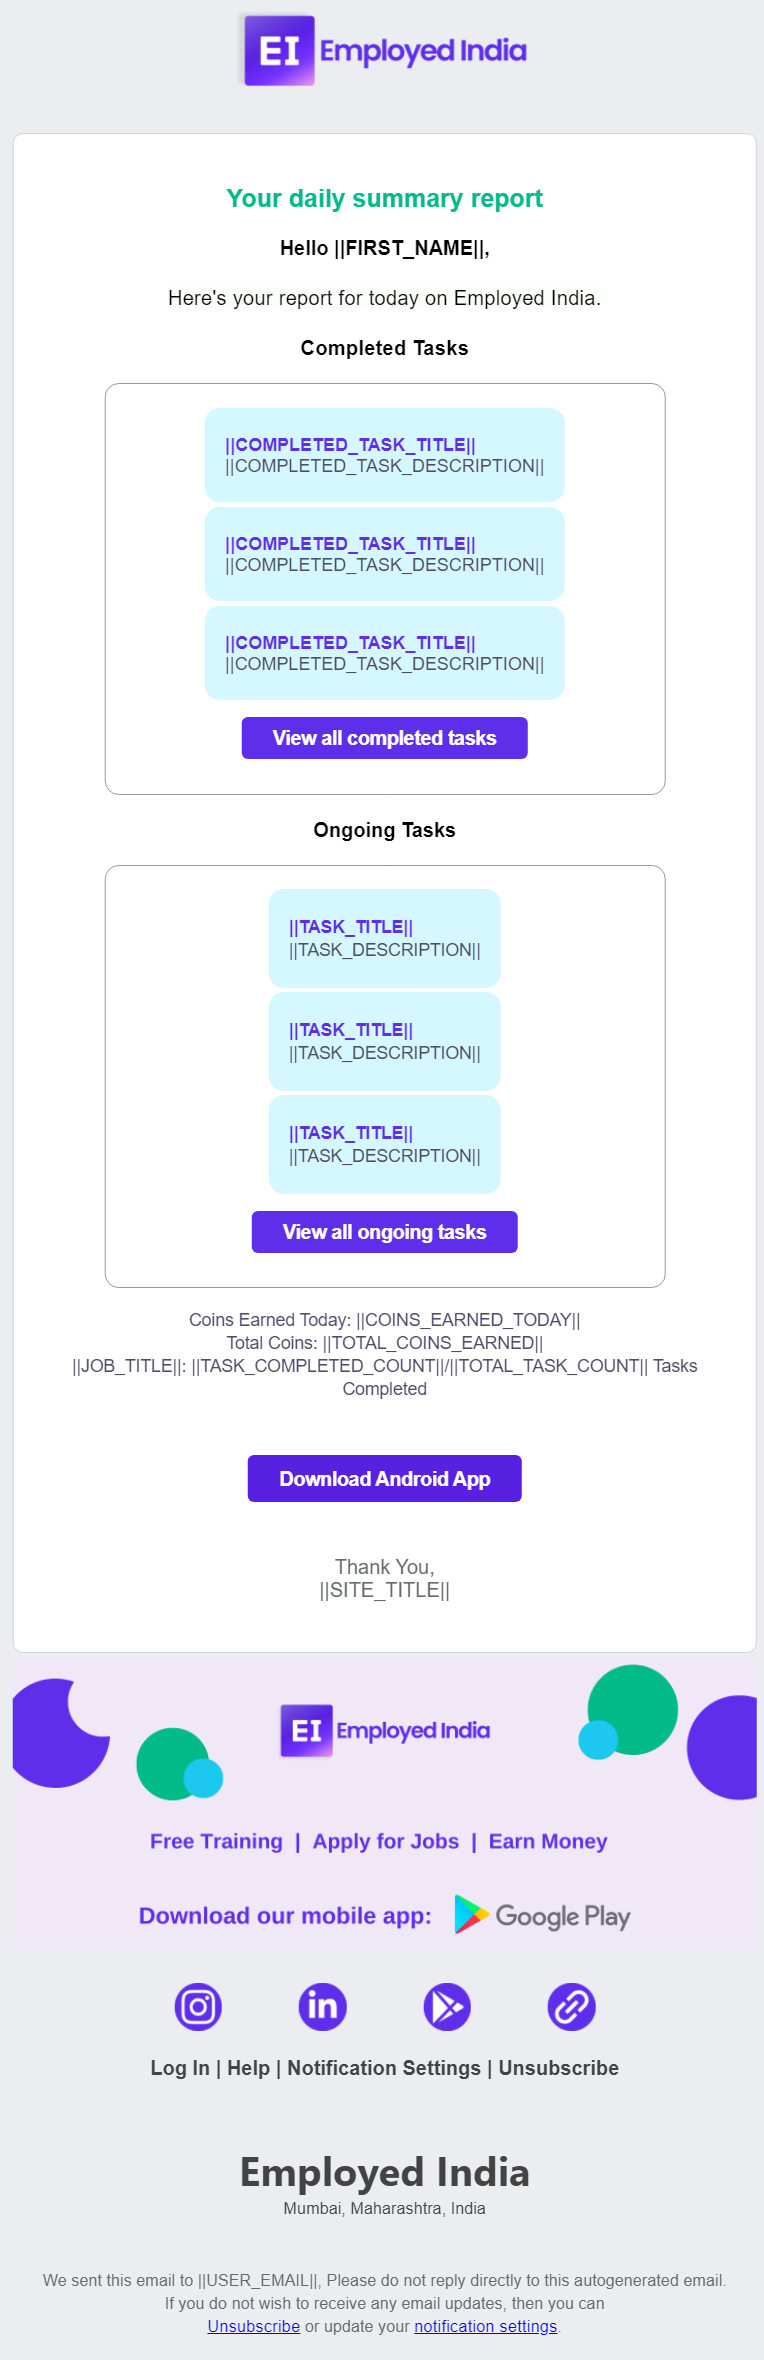 EI Employed India
Your daily summary report
Hello ||FIRST_NAME||,
Here's your report for today on Employed India.
Completed Tasks
||COMPLETED_TASK_TITLE||
||COMPLETED_TASK_DESCRIPTION||
||COMPLETED_TASK_TITLE||
||COMPLETED_TASK_DESCRIPTION||
||COMPLETED_TASK_TITLE||
||COMPLETED_TASK_DESCRIPTION||
View all completed tasks
Ongoing Tasks
||TASK_TITLE||
||TASK_DESCRIPTION||
||TASK_TITLE||
||TASK_DESCRIPTION||
||TASK_TITLE||
||TASK_DESCRIPTION||
View all ongoing tasks
Coins Earned Today: ||COINS_EARNED_TODAY||
Total Coins: ||TOTAL_COINS_EARNED||
||JOB_TITLE||: ||TASK_COMPLETED_COUNT||/||TOTAL_TASK_COUNT|| Tasks
Completed
Download Android App
Thank You,
||SITE_TITLE||
EI Employed India
Free Training | Apply for Jobs | Earn Money
Download our mobile app: Google Play
in
Log In | Help | Notification Settings | Unsubscribe
Employed India
Mumbai, Maharashtra, India
We sent this email to ||USER_EMAIL||, Please do not reply directly to this autogenerated email.
If you do not wish to receive any email updates, then you can
Unsubscribe or update your notification settings.